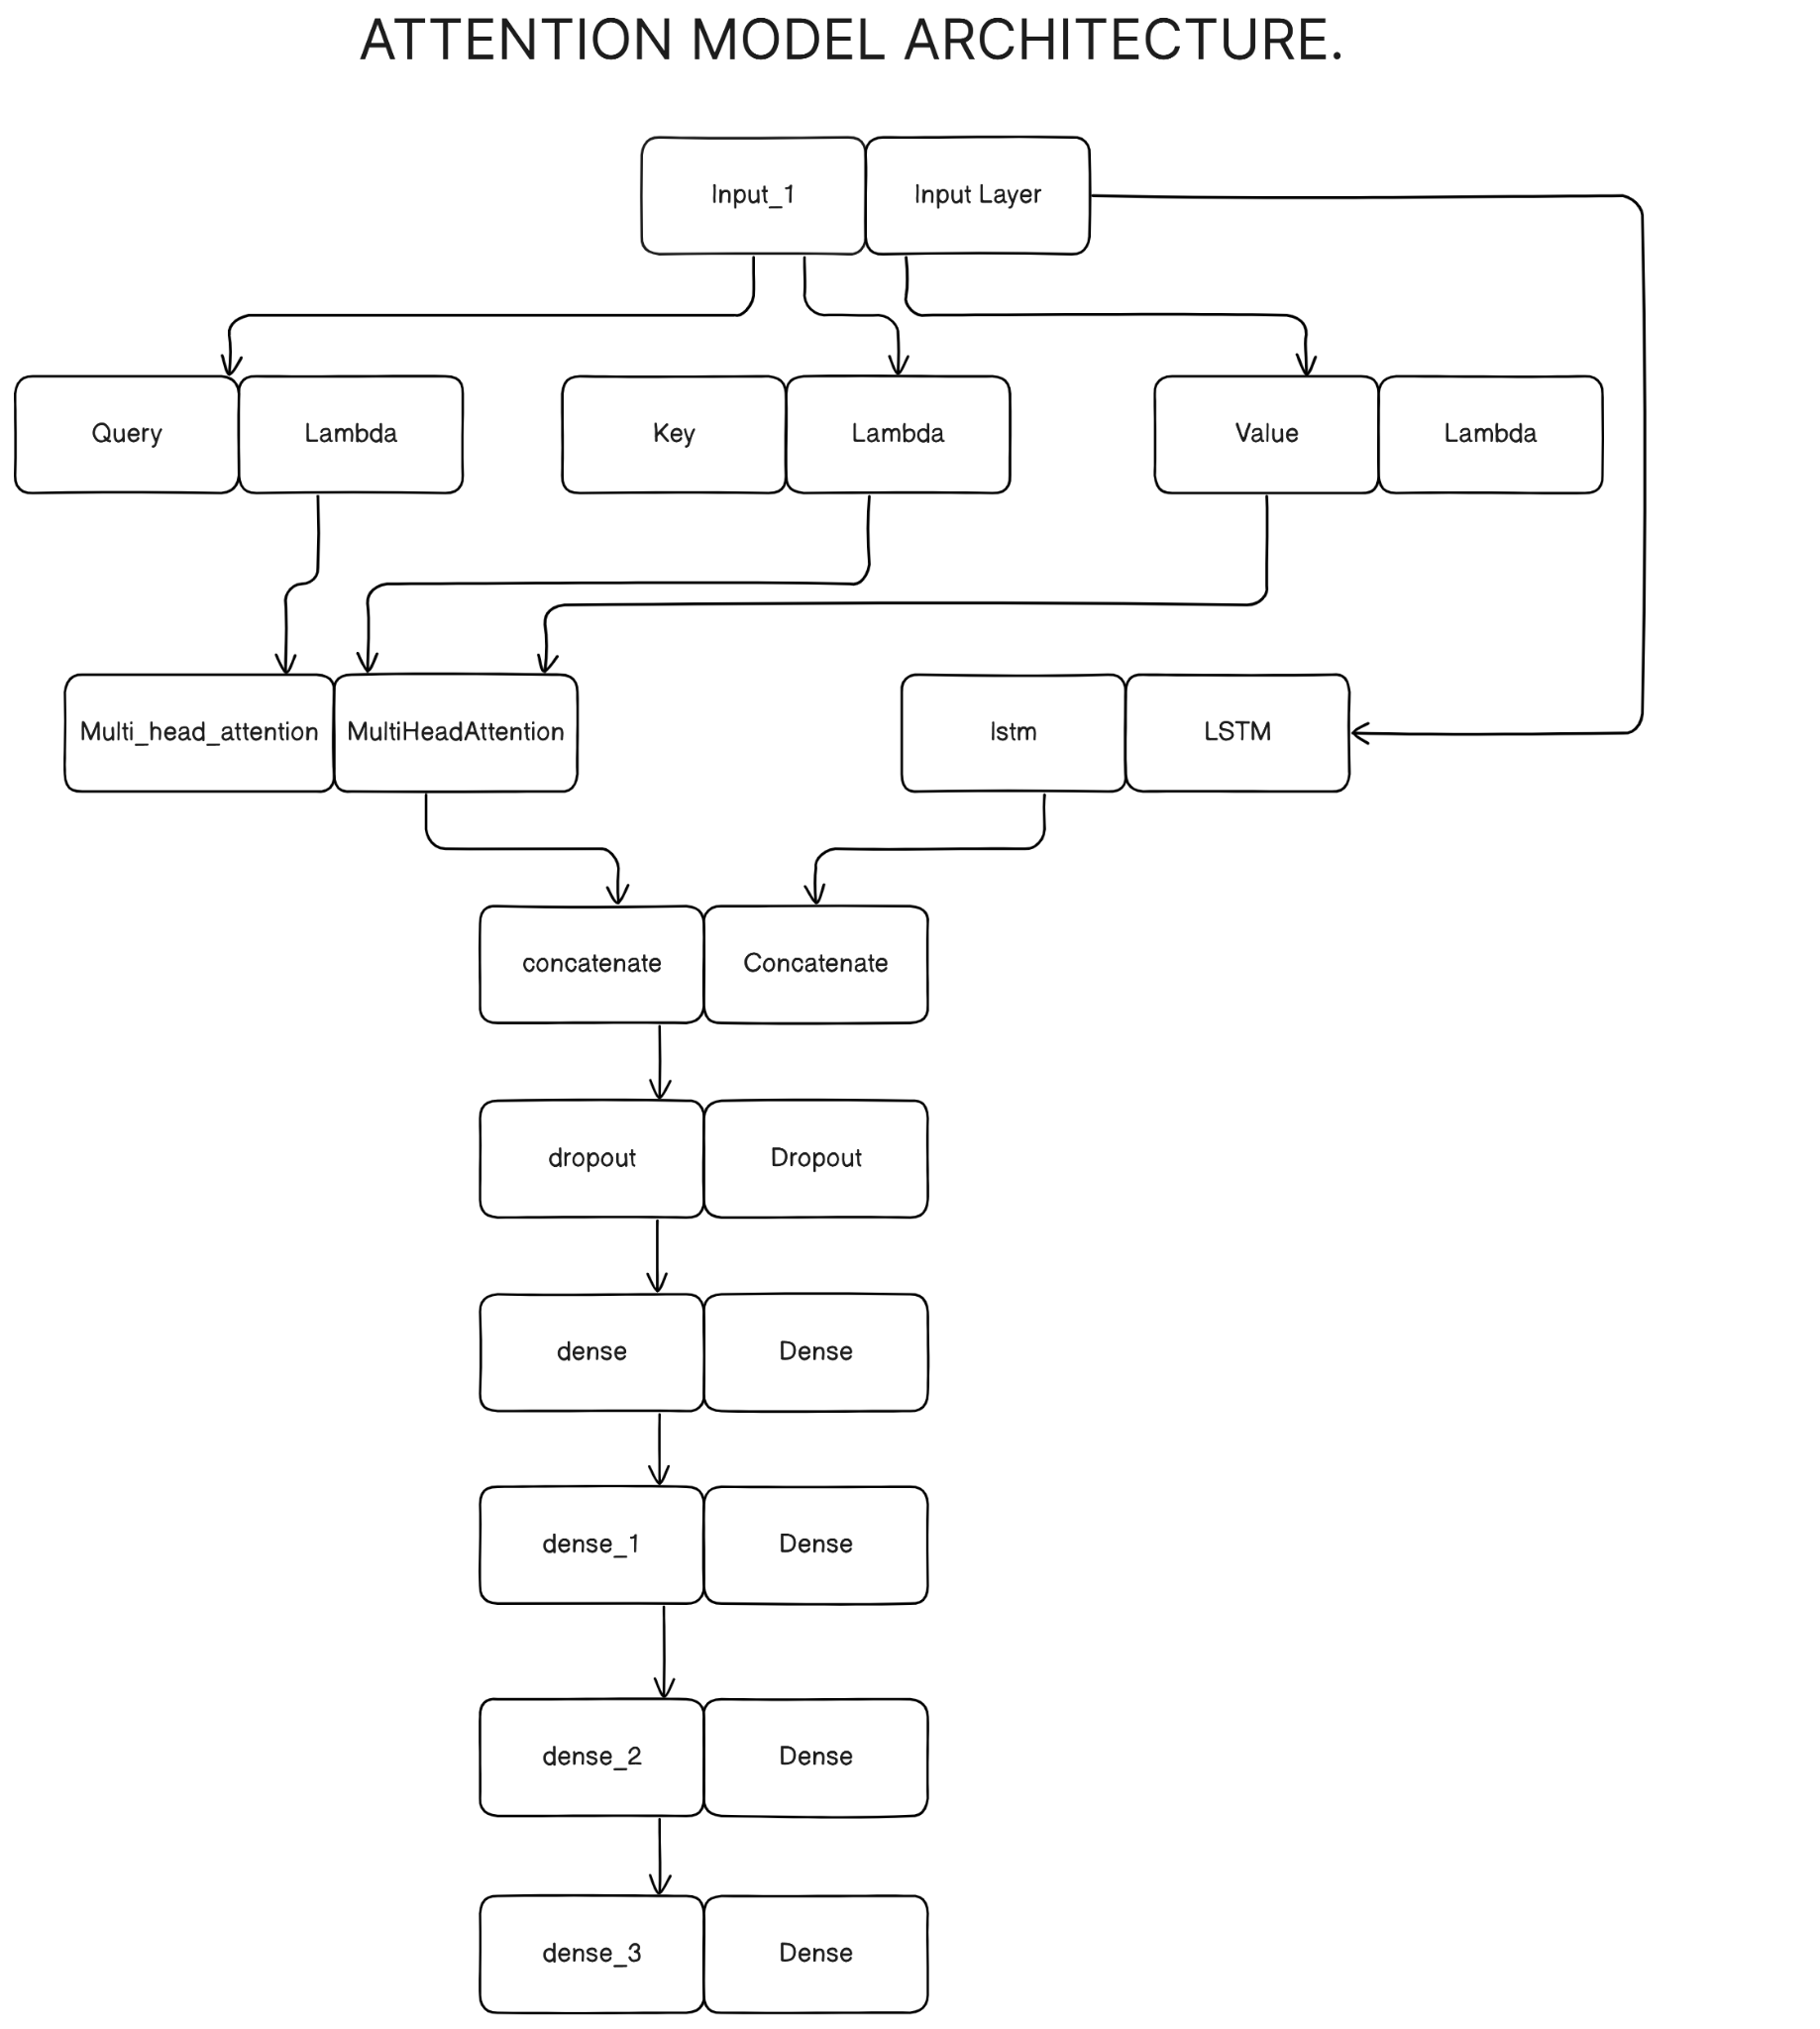 ATTENTION MODEL ARCHITECTURE.
Input_1
Input Layer
Query
Lambda
Key
Lambda
Value
Lambda
Multi_head_attention
MultiHeadAttention
lstm
LSTM
concatenate
Concatenate
dropout
Dropout
dense
Dense
dense_1
Dense
dense_2
Dense
dense_3
Dense